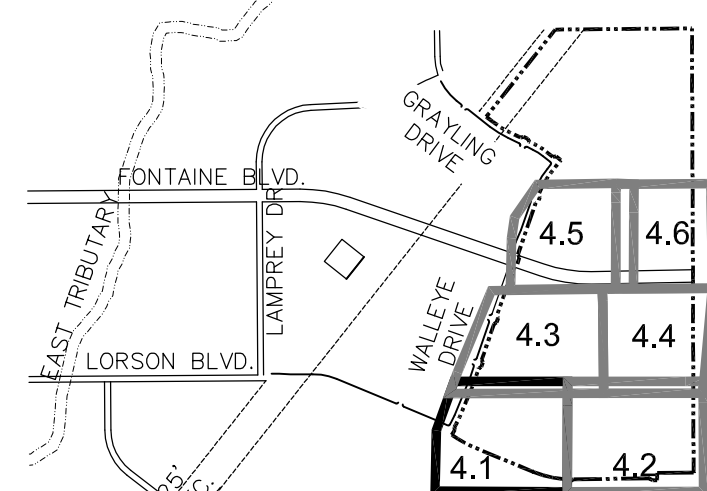 GRAYLING
DRIVE
FONTAINE BLVD.
EAST TRIBUTARY
LAMPREY DR
4.5
4.6
WALLEYE
DRIVE
4.3
4.4
LORSON BLVD.
4.1
4.2